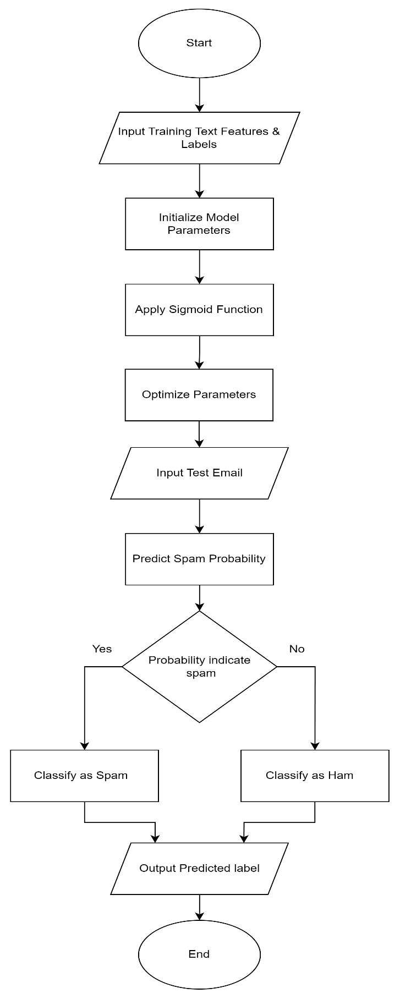 Start
Input Training Text Features &
Labels
Initialize Model
Parameters
Apply Sigmoid Function
Optimize Parameters
Input Test Email
Predict Spam Probability
Yes
No
Probability indicate
spam
Classify as Spam
Classify as Ham
Output Predicted label
End